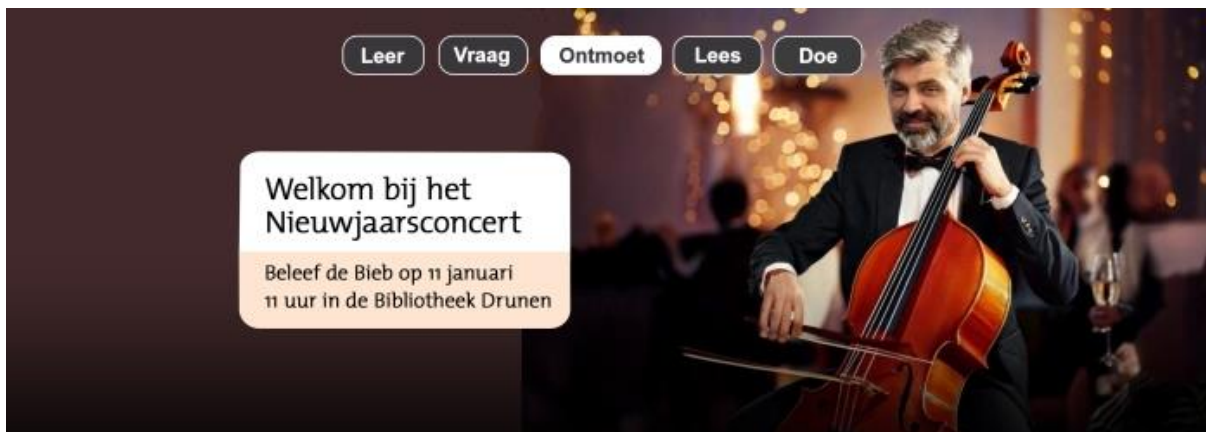 Leer Vraag Ontmoet Lees Doe
Welkom bij het
Nieuwjaarsconcert
Beleef de Bieb op 11 januari
11 uur in de Bibliotheek Drunen